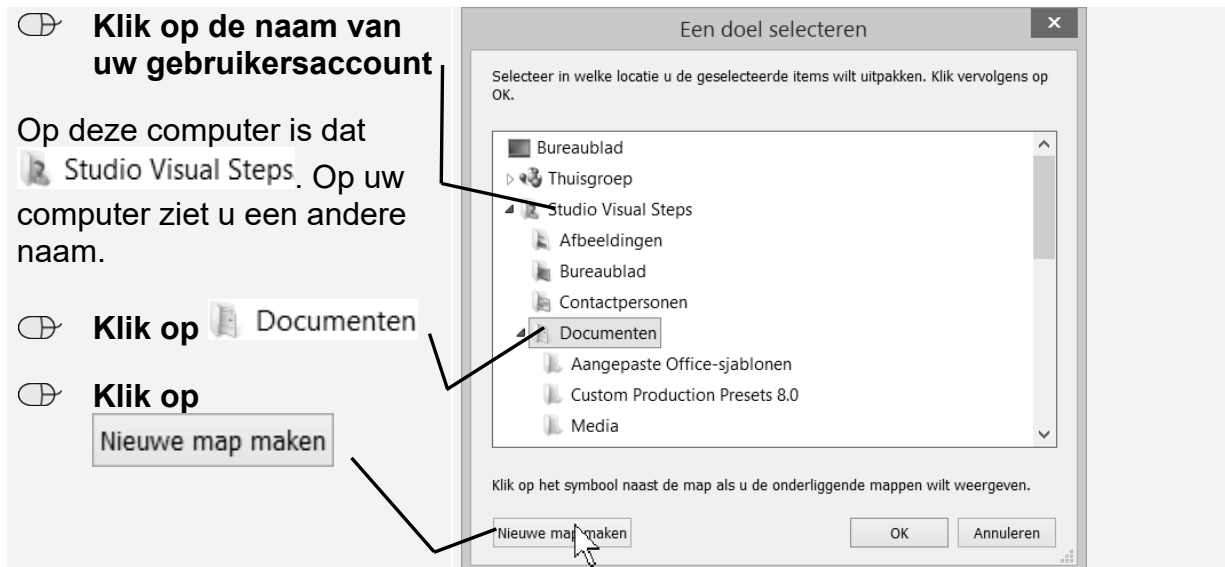 Klik op de naam van
uw gebruikersaccount
Op deze computer is dat
Studio Visual Steps. Op uw
computer ziet u een andere
naam.
Klik op Documenten
Klik op
Nieuwe map maken
Een doel selecteren
Selecteer in welke locatie u de geselecteerde items wilt uitpakken. Klik vervolgens op
OK.
Bureaublad
Thuisgroep
Studio Visual Steps
Afbeeldingen
Bureaublad
Contactpersonen
Documenten
Aangepaste Office-sjablonen
Custom Production Presets 8.0
Media
Klik op het symbool naast de map als u de onderliggende mappen wilt weergeven.
Nieuwe map maken
OK
Annuleren